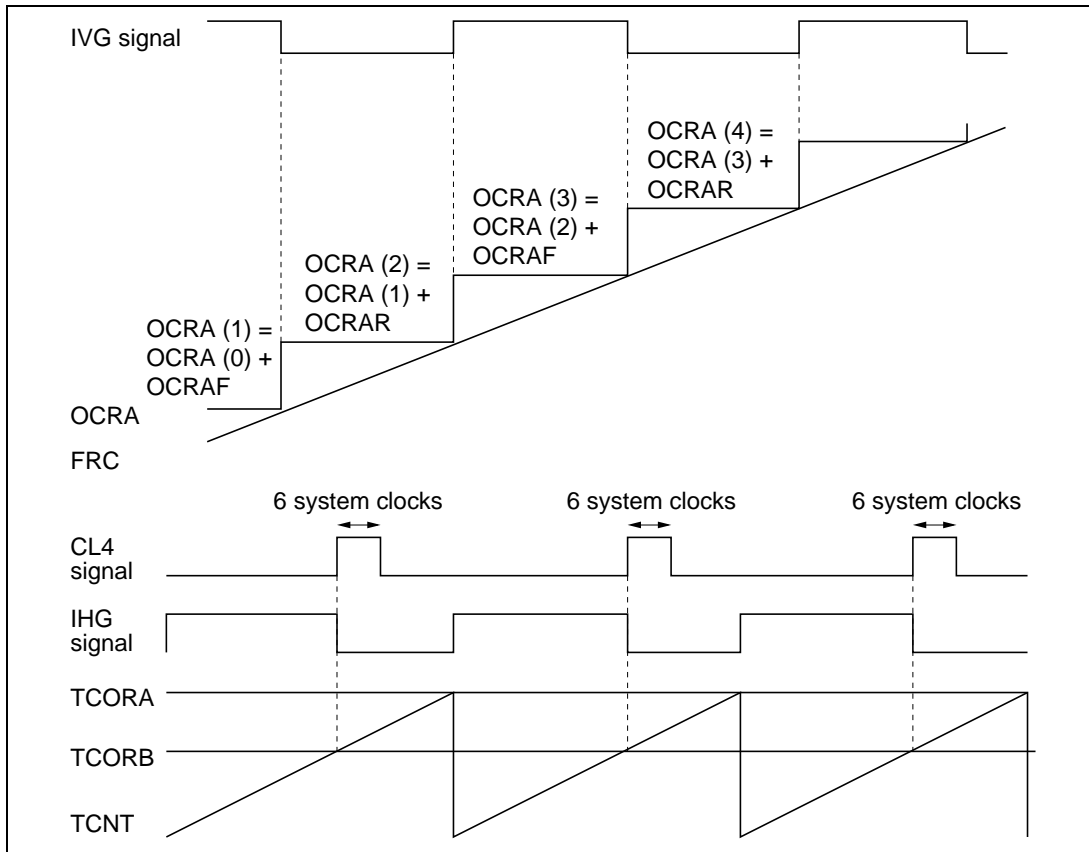 IVG signal
OCRA (4) =
OCRA (3) +
OCRAR
OCRA (3) =
OCRA (2) +
OCRAF
OCRA (2) =
OCRA (1) +
OCRAR
OCRA (1) =
OCRA (0) +
OCRAF
OCRA
FRC
6 system clocks
6 system clocks
6 system clocks
CL4
signal
IHG
signal
TCORA
TCORB
TCNT